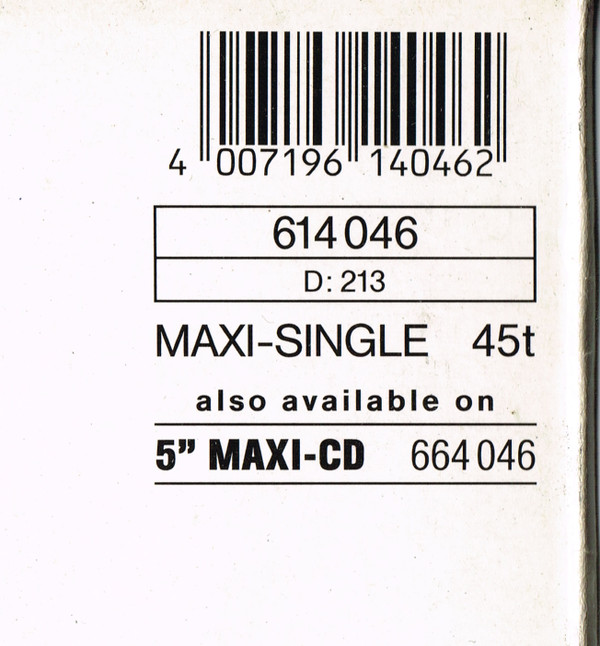 4 007196 140462
614 046
D: 213
MAXI-SINGLE 45t
also available on
5” MAXI-CD 664 046